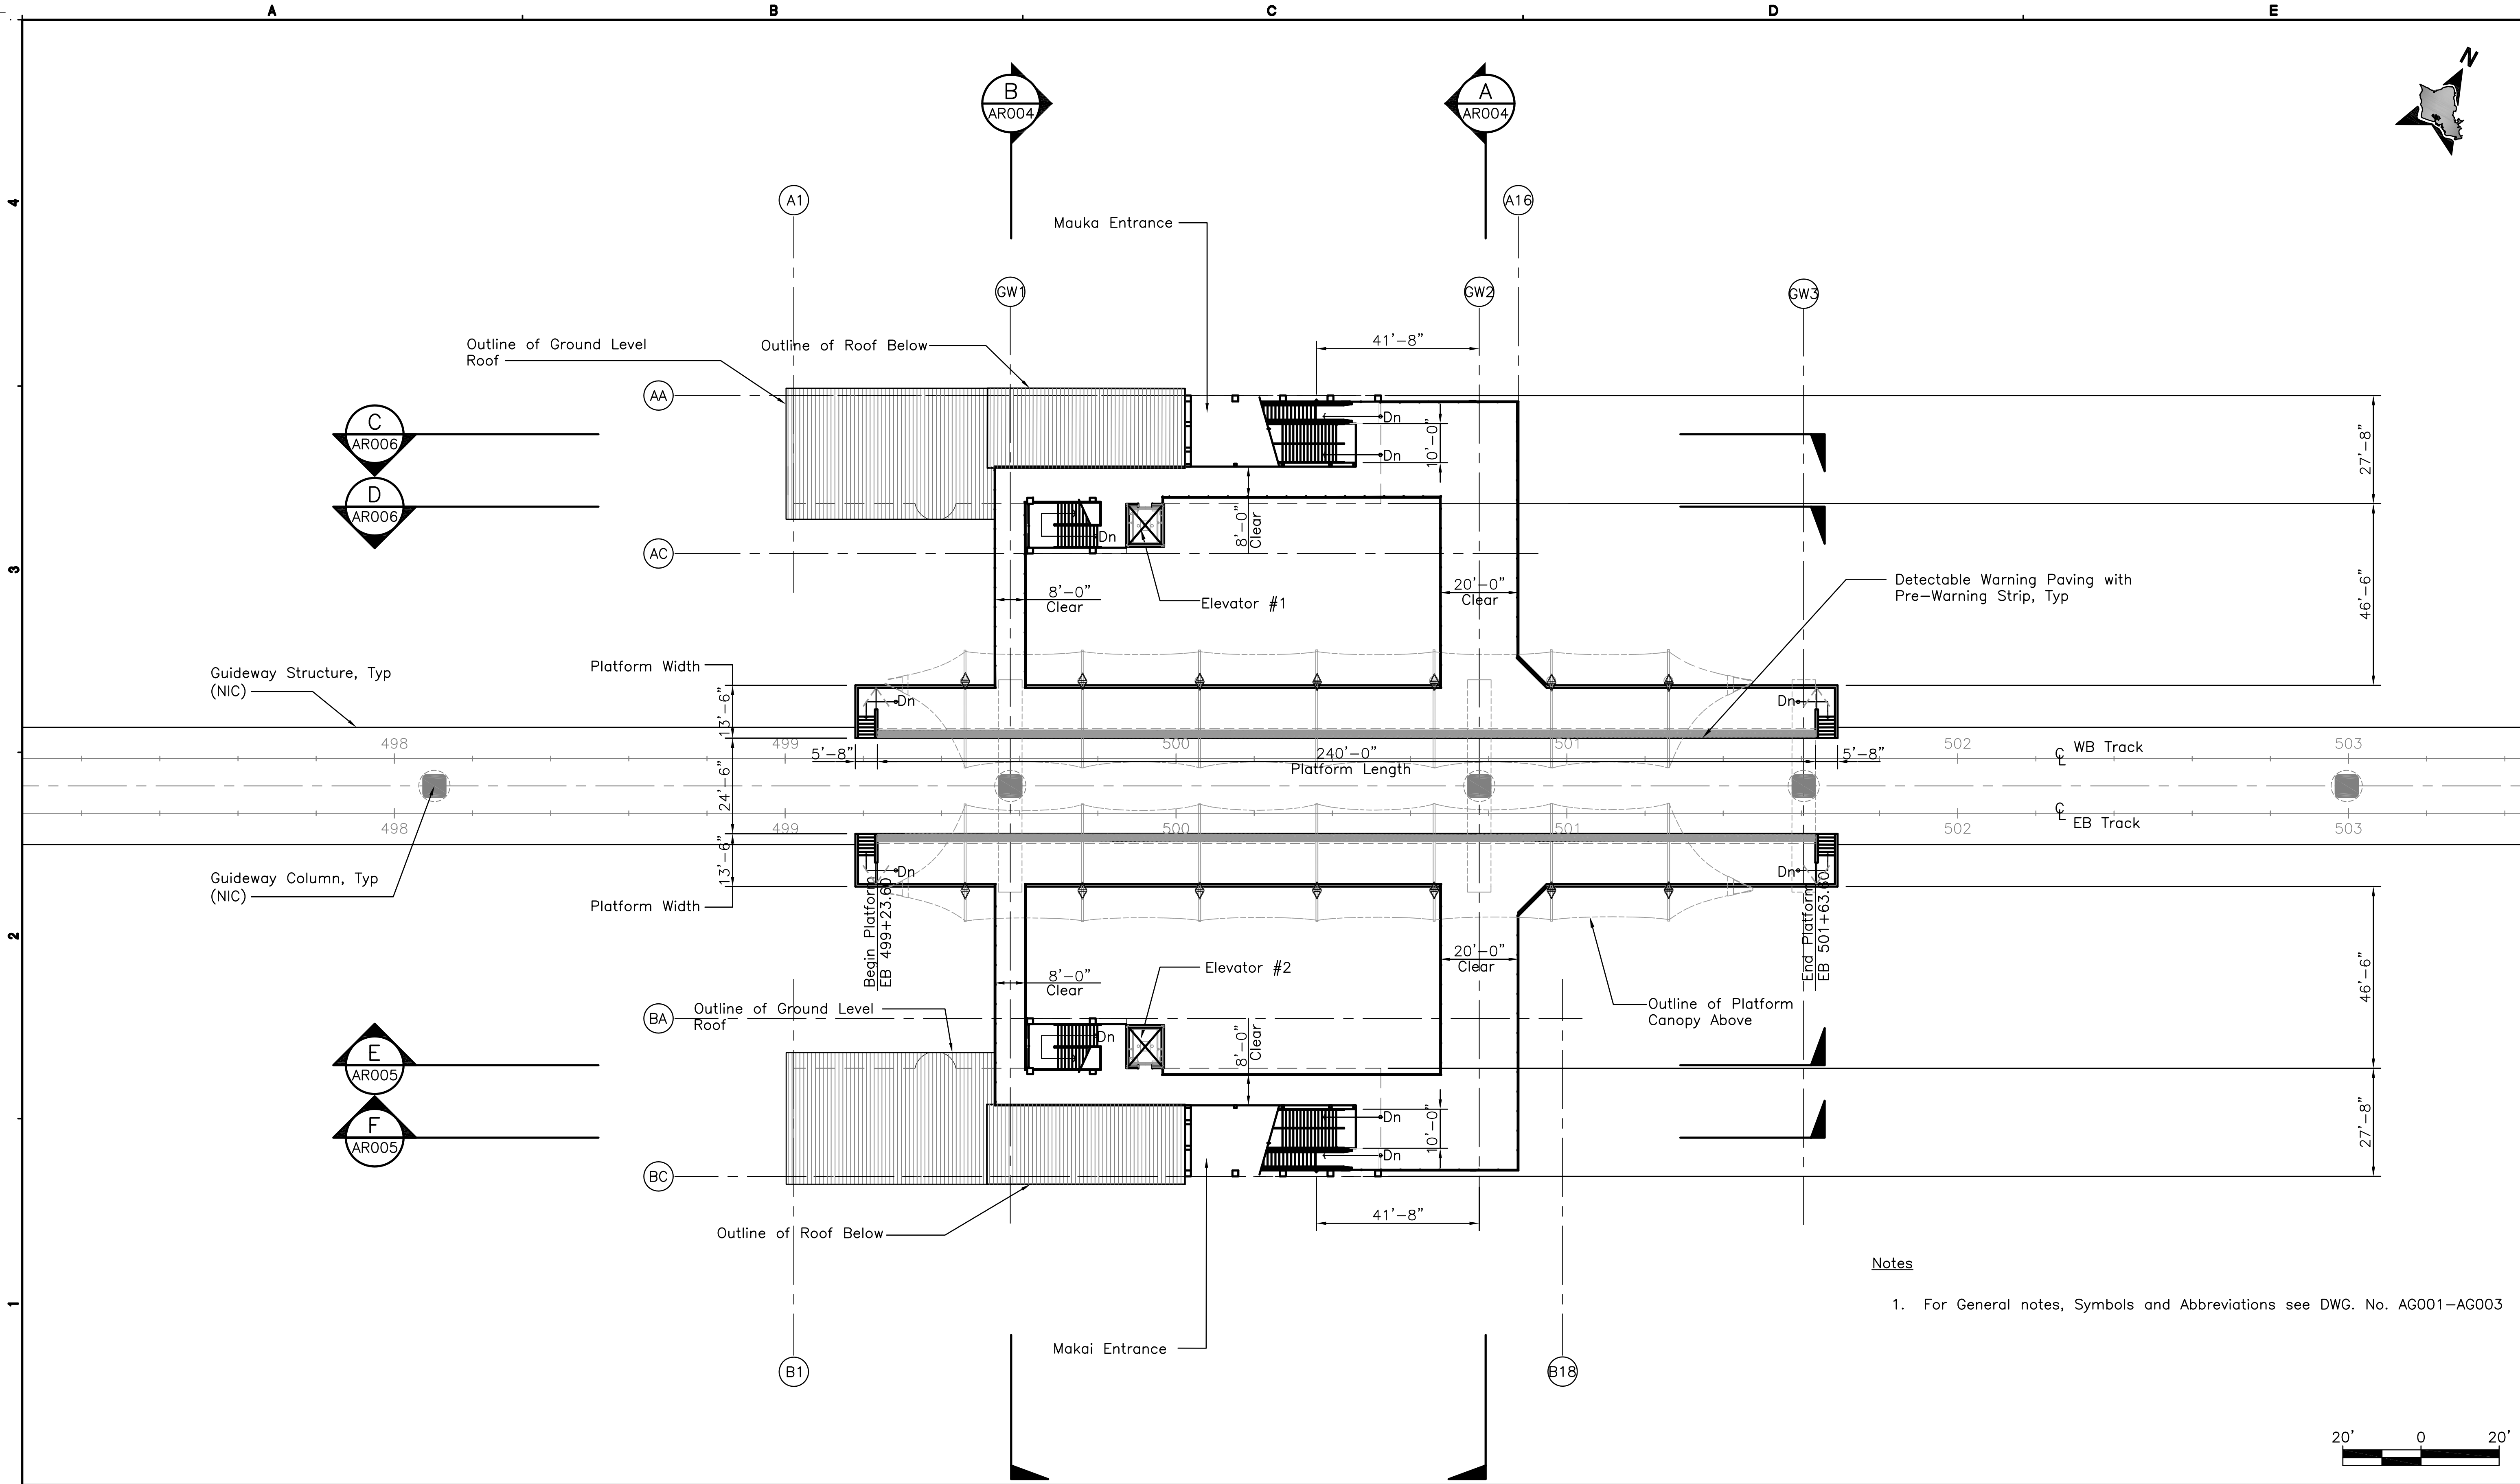 A
B
C
D
E
N
B
AR004
A
AR004
4
A1
A16
Mauka Entrance
GW1
GW2
GW3
Outline of Ground Level
Roof
Outline of Roof Below
41'-8"
AA
C
AR006
Dn
10'-0"
Dn
27'-8"
D
AR006
8'-0"
Clear
Dn
AC
3
46'-6"
Detectable Warning Paving with
Pre-Warning Strip, Typ
8'-0"
Clear
Elevator #1
20'-0"
Clear
Guideway Structure, Typ
(NIC)
Platform Width
13'-6"
Dn
Dn
498
499
500
501
502
503
℄ WB Track
5'-8"
240'-0"
Platform Length
5'-8"
24'-6"
498
499
500
501
502
503
℄ EB Track
Guideway Column, Typ
(NIC)
13'-6"
Dn
Dn
Platform Width
Begin Platform
EB 499+23.60
End Platform
EB 501+63.60
2
20'-0"
Clear
46'-6"
8'-0"
Clear
Elevator #2
Outline of Ground Level
Roof
Outline of Platform
Canopy Above
BA
Dn
8'-0"
Clear
E
AR005
F
AR005
Dn
10'-0"
Dn
27'-8"
BC
41'-8"
Outline of Roof Below
Notes
1
1. For General notes, Symbols and Abbreviations see DWG. No. AG001-AG003
Makai Entrance
B1
B18
20' 0 20'